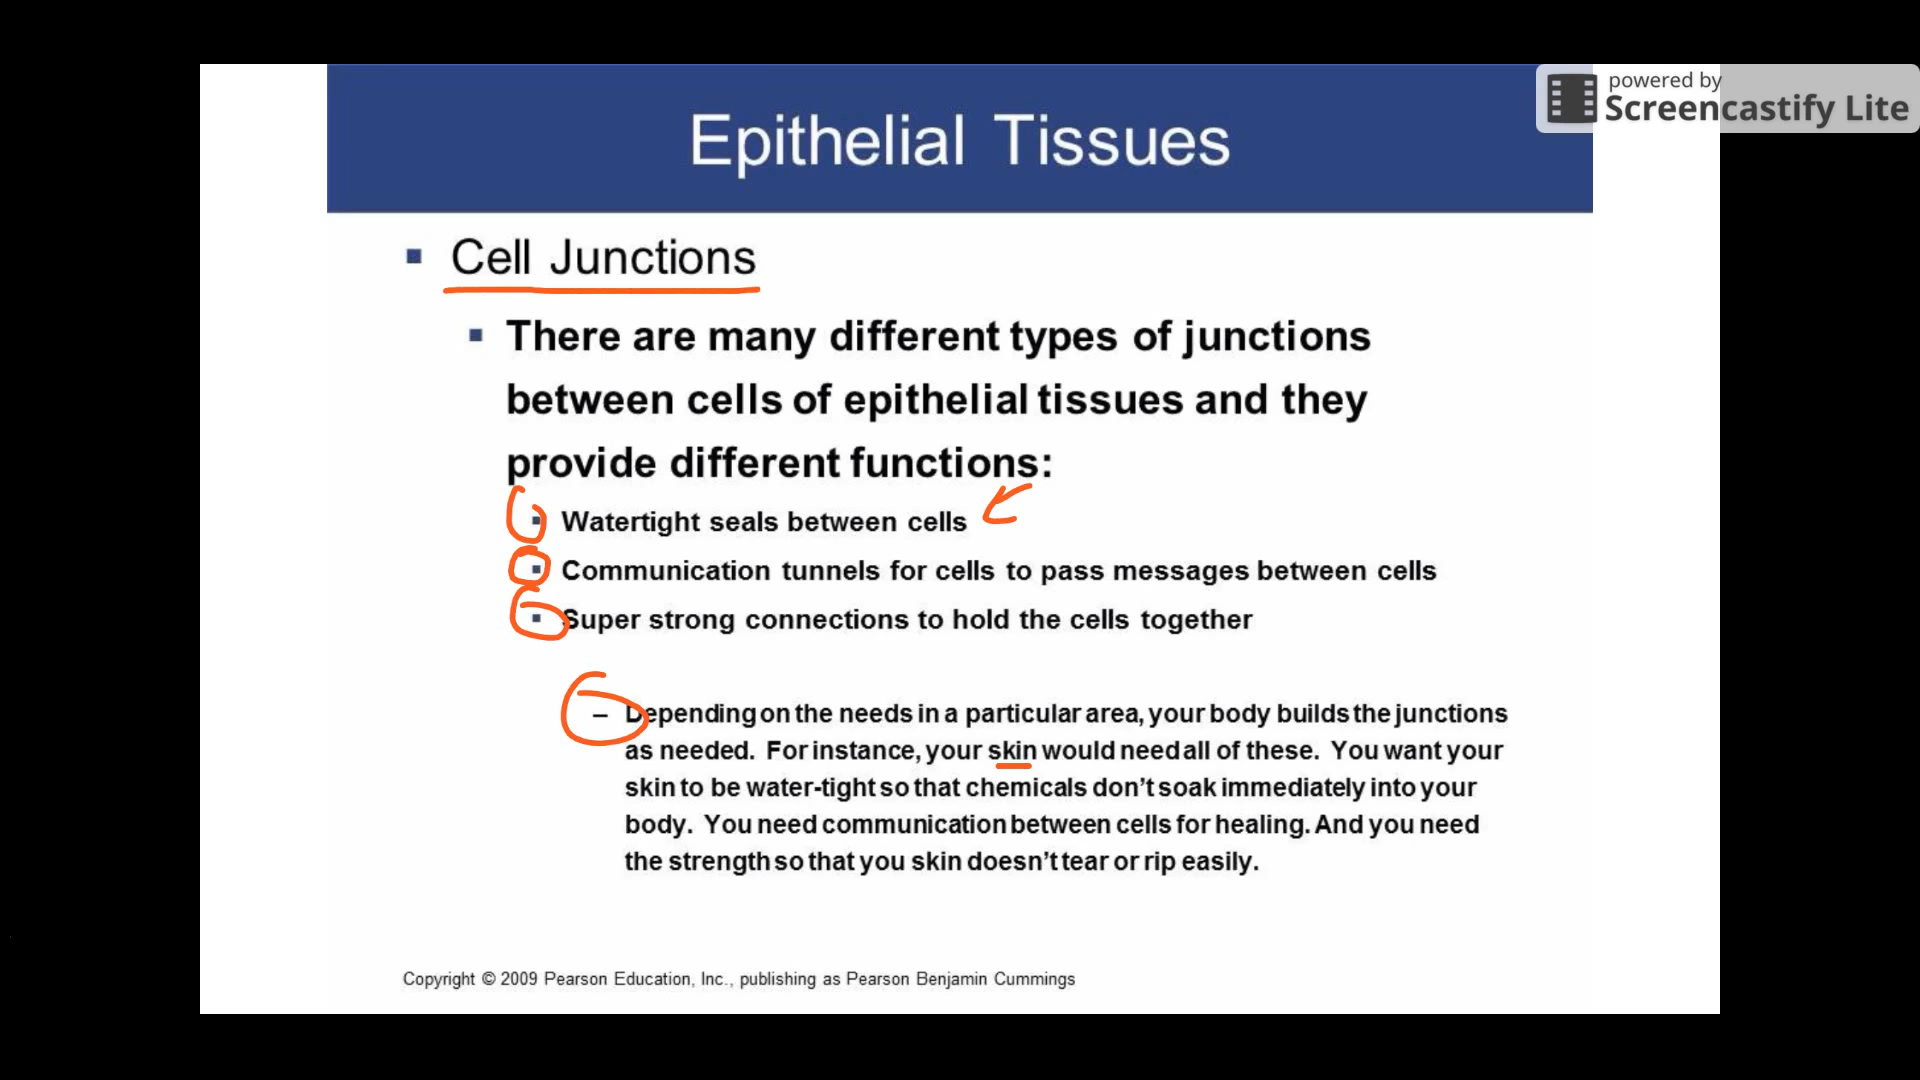 powered by
Screencastify Lite
Epithelial Tissues
Cell Junctions
There are many different types of junctions
between cells of epithelial tissues and they
provide different functions:
Watertight seals between cells
Communication tunnels for cells to pass messages between cells
Super strong connections to hold the cells together
– Depending on the needs in a particular area, your body builds the junctions
as needed. For instance, your skin would need all of these. You want your
skin to be water-tight so that chemicals don't soak immediately into your
body. You need communication between cells for healing. And you need
the strength so that you skin doesn't tear or rip easily.
Copyright © 2009 Pearson Education, Inc., publishing as Pearson Benjamin Cummings